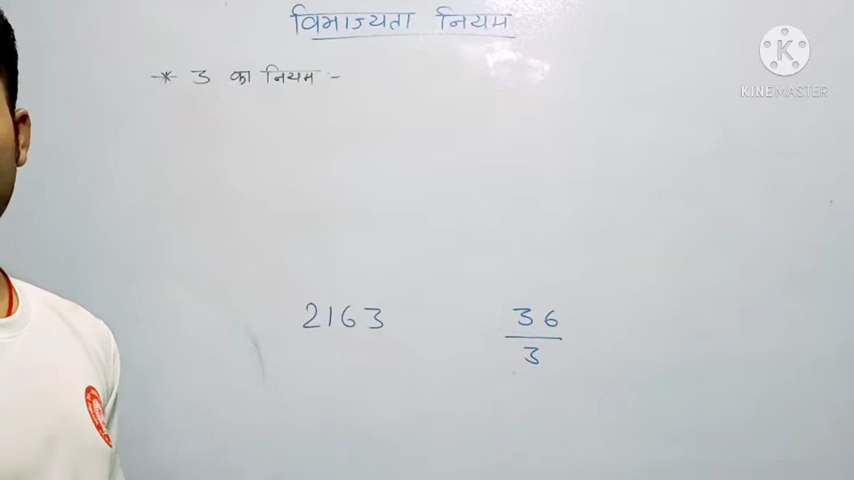 विभाज्यता नियम
-*- 3 का नियम :-
2163
36
3
K
KINEMASTER